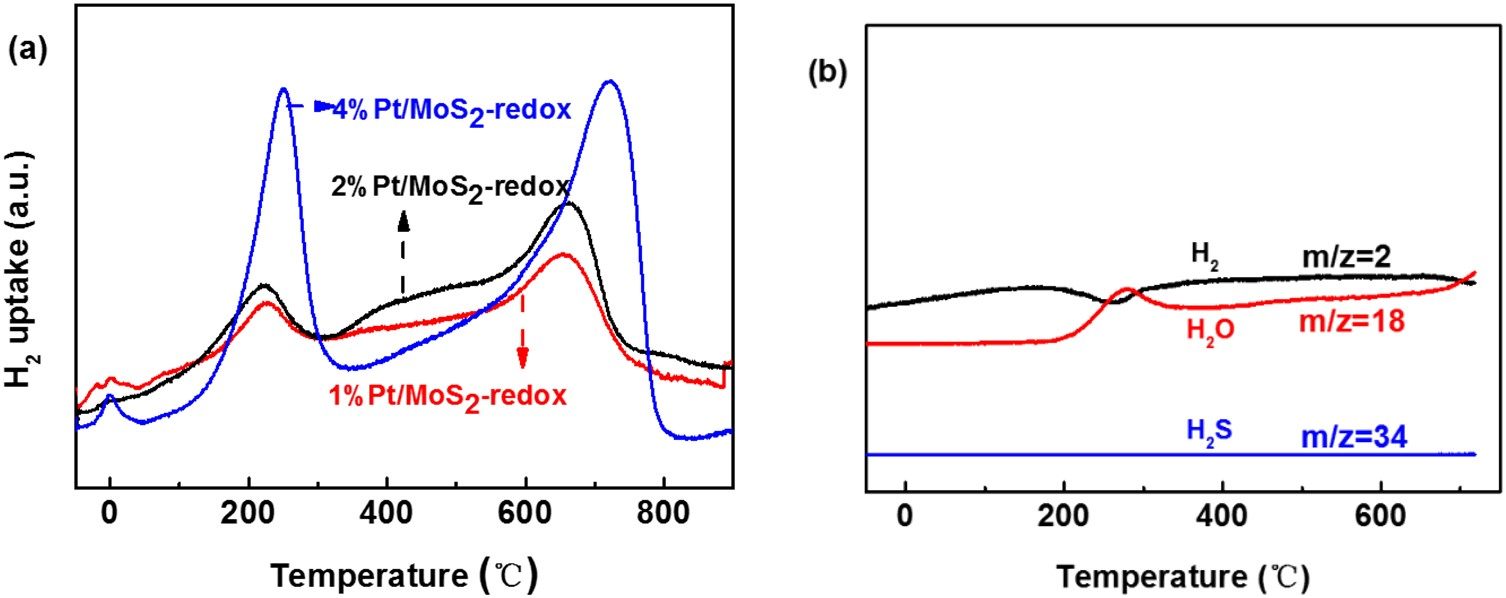 (a)
H2 uptake (a.u.)
4% Pt/MoS2-redox
2% Pt/MoS2-redox
1% Pt/MoS2-redox
0 200 400 600 800
Temperature (℃)
(b)
H2 m/z=2
H2O m/z=18
H2S m/z=34
0 200 400 600
Temperature (℃)